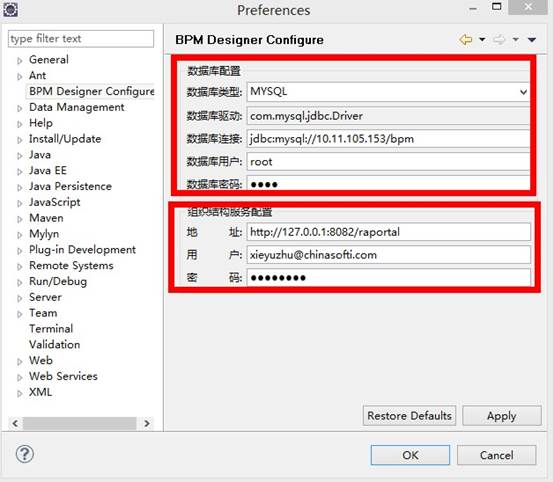 Preferences
type filter text
General
Ant
BPM Designer Configure
Data Management
Help
Install/Update
Java
Java EE
Java Persistence
JavaScript
Maven
Mylyn
Plug-in Development
Remote Systems
Run/Debug
Server
Team
Terminal
Validation
Web
Web Services
XML
BPM Designer Configure
数据库配置
数据库类型: MYSQL
数据库驱动: com.mysql.jdbc.Driver
数据库连接: jdbc:mysql://10.11.105.153/bpm
数据库用户: root
数据库密码: ●●●●
组织结构服务配置
地 址: http://127.0.0.1:8082/raportal
用 户: xieyuzhu@chinasofti.com
密 码: ●●●●●●●●
Restore Defaults Apply
OK Cancel